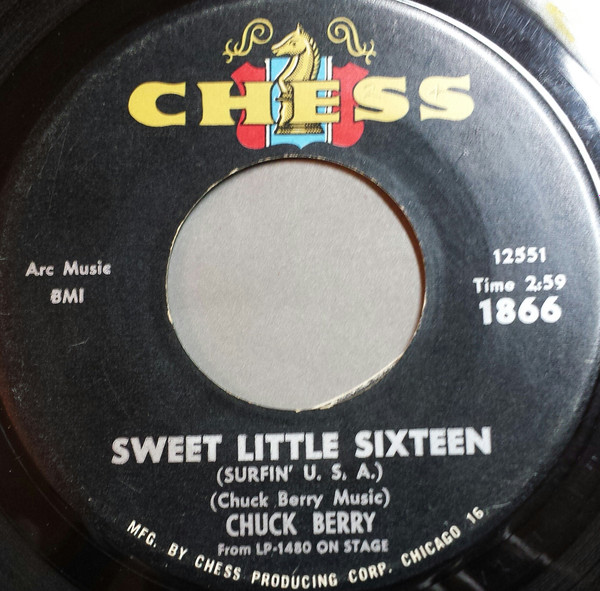 CHESS
Arc Music
BMI
12551
Time 2:59
1866
SWEET LITTLE SIXTEEN
(SURFIN' U. S. A.)
(Chuck Berry Music)
CHUCK BERRY
From LP-1480 ON STAGE
MFG. BY CHESS PRODUCING CORP. CHICAGO 16